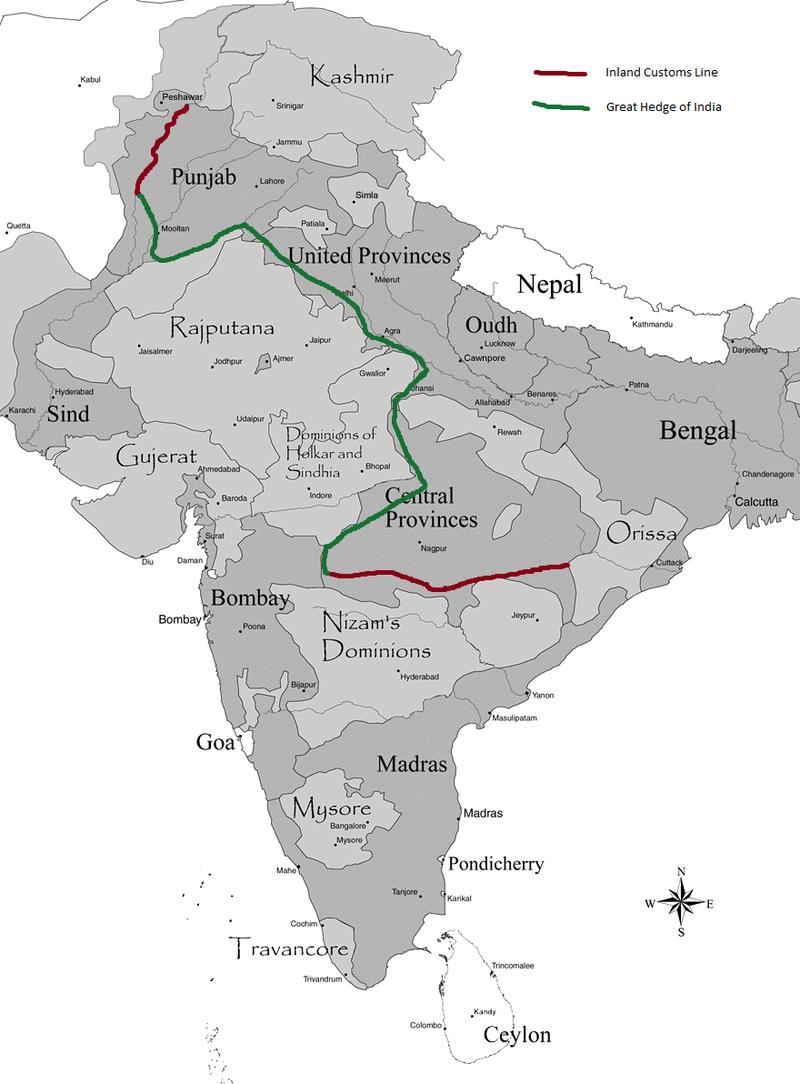 Inland Customs Line
Great Hedge of India
Kabul
Peshawar
Kashmir
Srinigar
Jammu
Punjab
Lahore
Simla
Quetta
Mooltan
Patiala
United Provinces
Meerut
Delhi
Nepal
Kathmandu
Rajputana
Agra
Oudh
Lucknow
Cawnpore
Darjeeling
Jaipur
Jaisalmer
Jodhpur
Ajmer
Gwalior
Jhansi
Hyderabad
Karachi
Sind
Allahabad
Benares
Patna
Udaipur
Rewah
Bengal
Dominions of
Holkar and
Sindhia
Gujerat
Ahmedabad
Bhopal
Indore
Baroda
Chandenagore
Calcutta
Central
Provinces
Orissa
Surat
Nagpur
Diu
Daman
Cuttack
Bombay
Bombay
Poona
Nizam's
Dominions
Jeypur
Hyderabad
Bijapur
Yanon
Masulipatam
Goa
Madras
Mysore
Bangalore
Mysore
Madras
Mahe
Pondicherry
Tanjore
Karikal
N
W
E
S
Cochim
Travancore
Trivandrum
Trincomalee
Kandy
Colombo
Ceylon